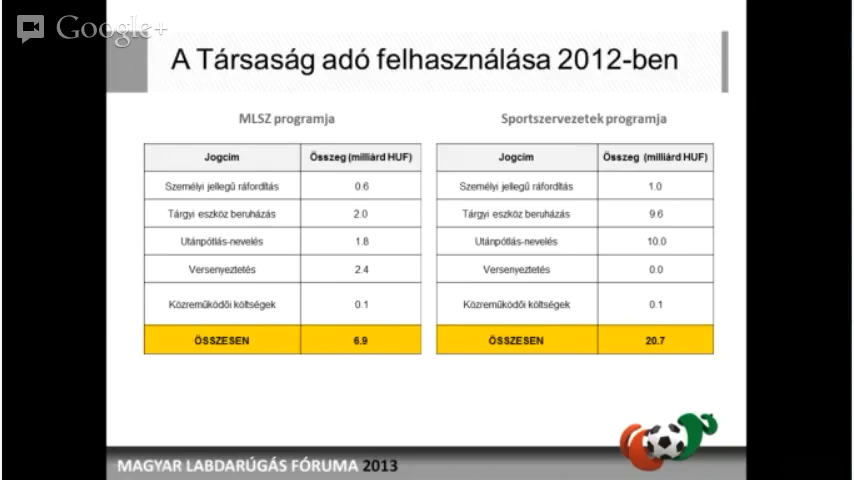 Google+
A Társaság adó felhasználása 2012-ben
MLSZ programja
Jogcím Összeg (milliárd HUF)
Személyi jellegű ráfordítás 0.6
Tárgyi eszköz beruházás 2.0
Utánpótlás-nevelés 1.8
Versenyeztetés 2.4
Közreműködői költségek 0.1
ÖSSZESEN 6.9
Sportszervezetek programja
Jogcím Összeg (milliárd HUF)
Személyi jellegű ráfordítás 1.0
Tárgyi eszköz beruházás 9.6
Utánpótlás-nevelés 10.0
Versenyeztetés 0.0
Közreműködői költségek 0.1
ÖSSZESEN 20.7
MAGYAR LABDARÚGÁS FÓRUMA 2013